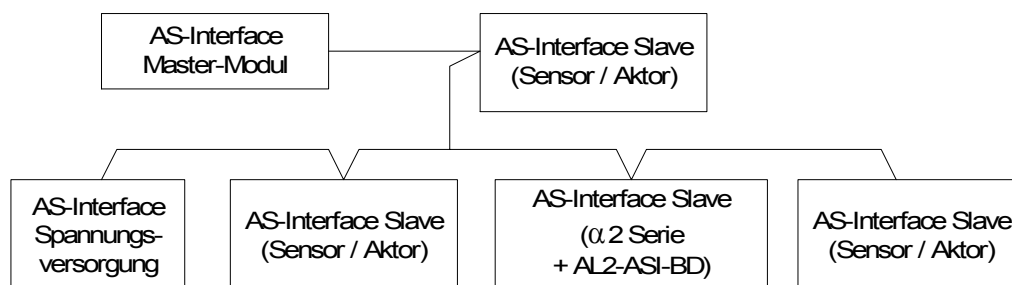 AS-Interface
Master-Modul
AS-Interface Slave
(Sensor / Aktor)
AS-Interface
Spannungs-
versorgung
AS-Interface Slave
(Sensor / Aktor)
AS-Interface Slave
(α2 Serie
+ AL2-ASI-BD)
AS-Interface Slave
(Sensor / Aktor)